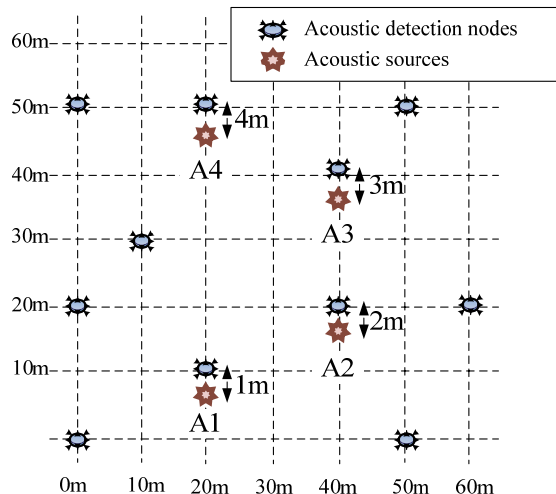 Acoustic detection nodes
Acoustic sources
60m
50m
4m
A4
40m
3m
A3
30m
20m
2m
A2
10m
1m
A1
0m 10m 20m 30m 40m 50m 60m